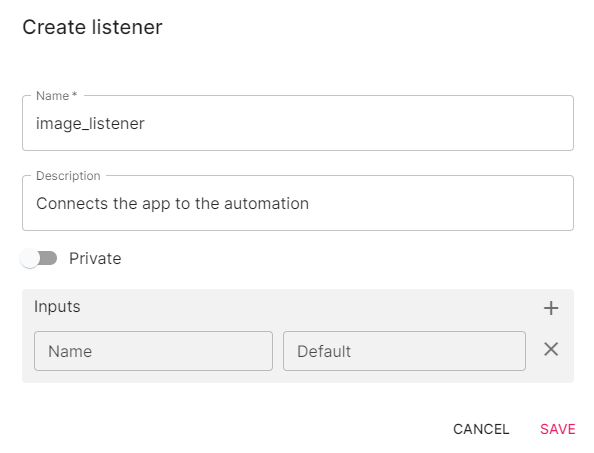 Create listener
Name *
image_listener
Description
Connects the app to the automation
Private
Inputs
Name
Default
CANCEL
SAVE